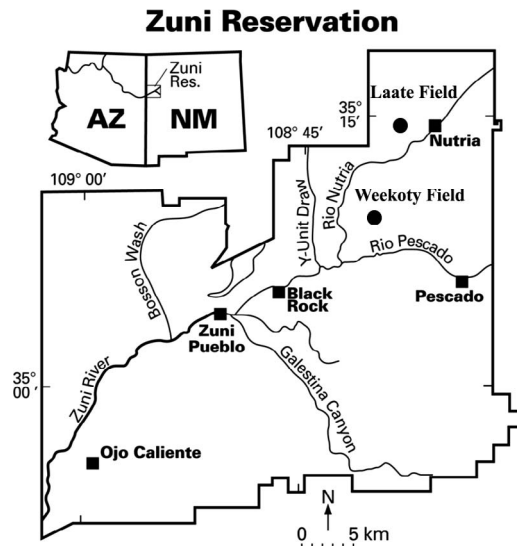 Zuni Reservation
Zuni
Res.
AZ
NM
Laate Field
35°
15'
108° 45'
Nutria
109° 00'
Weekoty Field
Y-Unit Draw
Rio Nutria
Bosson Wash
Rio Pescado
Black
Rock
Pescado
Zuni
Pueblo
Galestina Canyon
Zuni River
35°
00'
Ojo Caliente
N
0 5 km